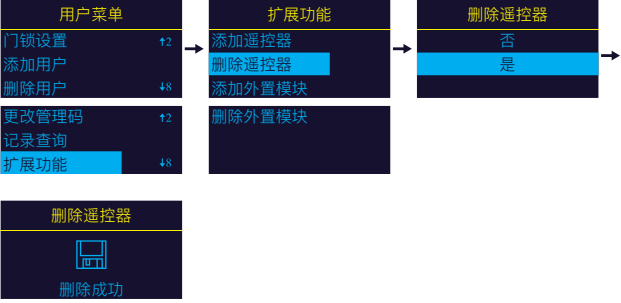 用户菜单
门锁设置 ↑2
添加用户
删除用户 ↓8
更改管理码 ↑2
记录查询
扩展功能 ↓8
扩展功能
添加遥控器
删除遥控器
添加外置模块
删除外置模块
删除遥控器
否
是
删除遥控器
删除成功